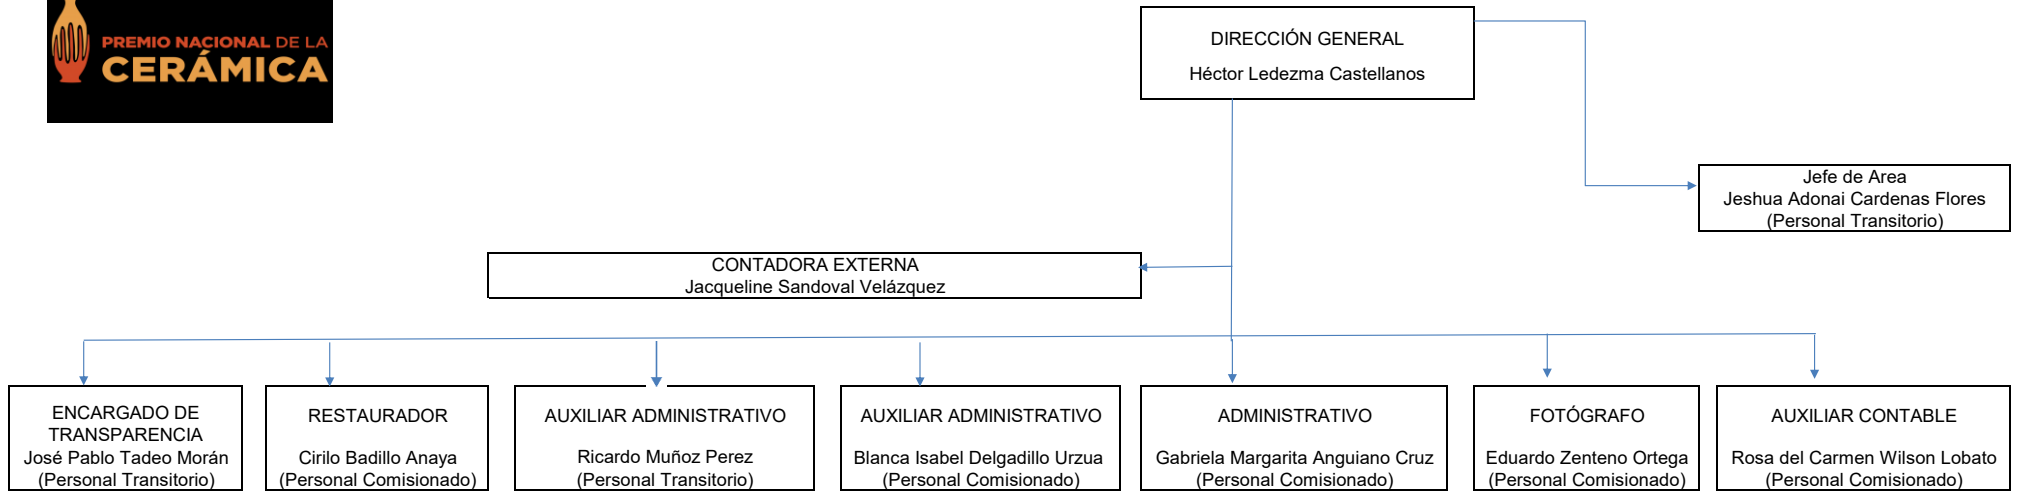 PREMIO NACIONAL DE LA
CERÁMICA
DIRECCIÓN GENERAL
Héctor Ledezma Castellanos
Jefe de Area
Jeshua Adonai Cardenas Flores
(Personal Transitorio)
CONTADORA EXTERNA
Jacqueline Sandoval Velázquez
ENCARGADO DE
TRANSPARENCIA
José Pablo Tadeo Morán
(Personal Transitorio)
RESTAURADOR
Cirilo Badillo Anaya
(Personal Comisionado)
AUXILIAR ADMINISTRATIVO
Ricardo Muñoz Perez
(Personal Transitorio)
AUXILIAR ADMINISTRATIVO
Blanca Isabel Delgadillo Urzua
(Personal Comisionado)
ADMINISTRATIVO
Gabriela Margarita Anguiano Cruz
(Personal Comisionado)
FOTÓGRAFO
Eduardo Zenteno Ortega
(Personal Comisionado)
AUXILIAR CONTABLE
Rosa del Carmen Wilson Lobato
(Personal Comisionado)